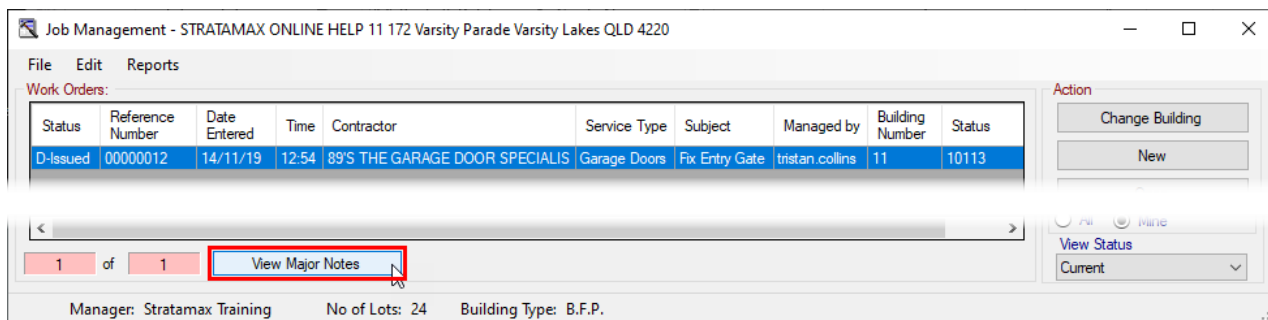 Job Management - STRATAMAX ONLINE HELP 11 172 Varsity Parade Varsity Lakes QLD 4220
File Edit Reports
Work Orders:
Action
Status Reference Number Date Entered Time Contractor Service Type Subject Managed by Building Number Status
Change Building
D-Issued 00000012 14/11/19 12:54 89'S THE GARAGE DOOR SPECIALIS Garage Doors Fix Entry Gate tristan.collins 11 10113
New
All Mine
View Status
1 of 1 View Major Notes
Current
Manager: Stratamax Training No of Lots: 24 Building Type: B.F.P.